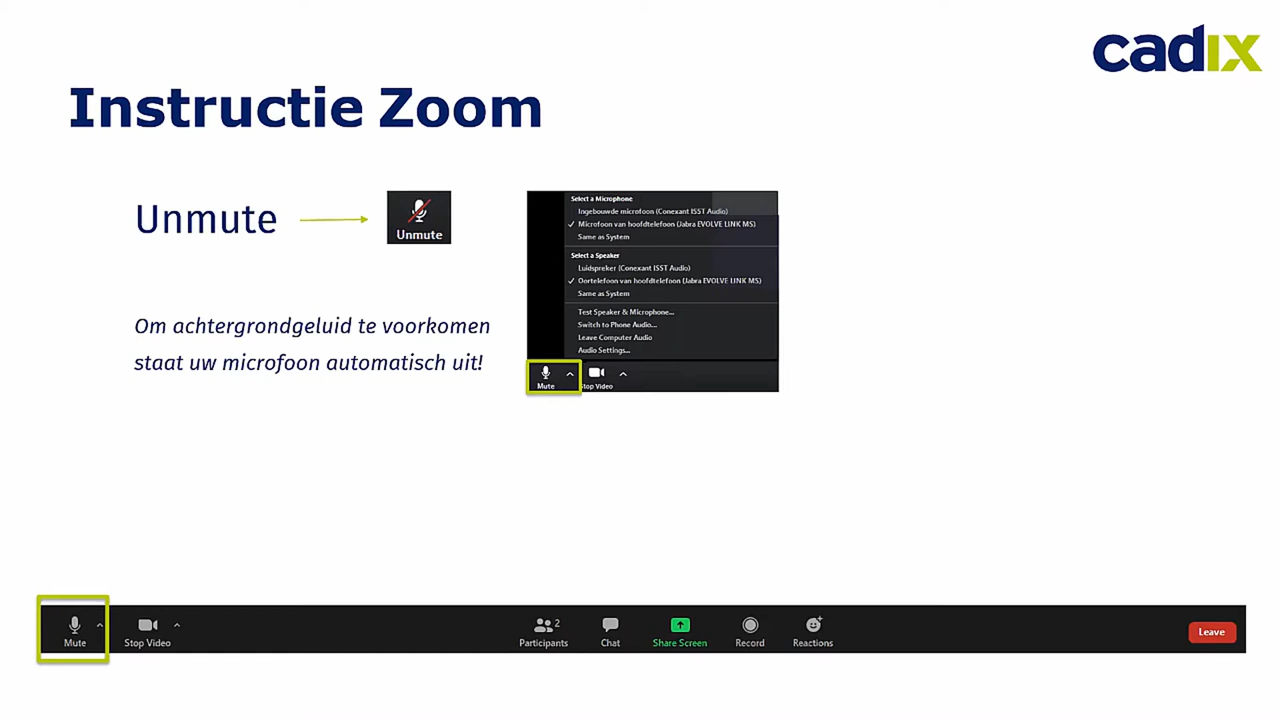 cadix
Instructie Zoom
Unmute
Unmute
Om achtergrondgeluid te voorkomen
staat uw microfoon automatisch uit!
Select a Microphone
Ingebouwde microfoon (Conexant ISST Audio)
Microfoon van hoofdtelefoon (Jabra EVOLVE LINK MS)
Same as System
Select a Speaker
Luidspreker (Conexant ISST Audio)
Oortelefoon van hoofdtelefoon (Jabra EVOLVE LINK MS)
Same as System
Test Speaker & Microphone...
Switch to Phone Audio...
Leave Computer Audio
Audio Settings...
Mute
top Video
Mute
Stop Video
2
Participants
Chat
Share Screen
Record
Reactions
Leave